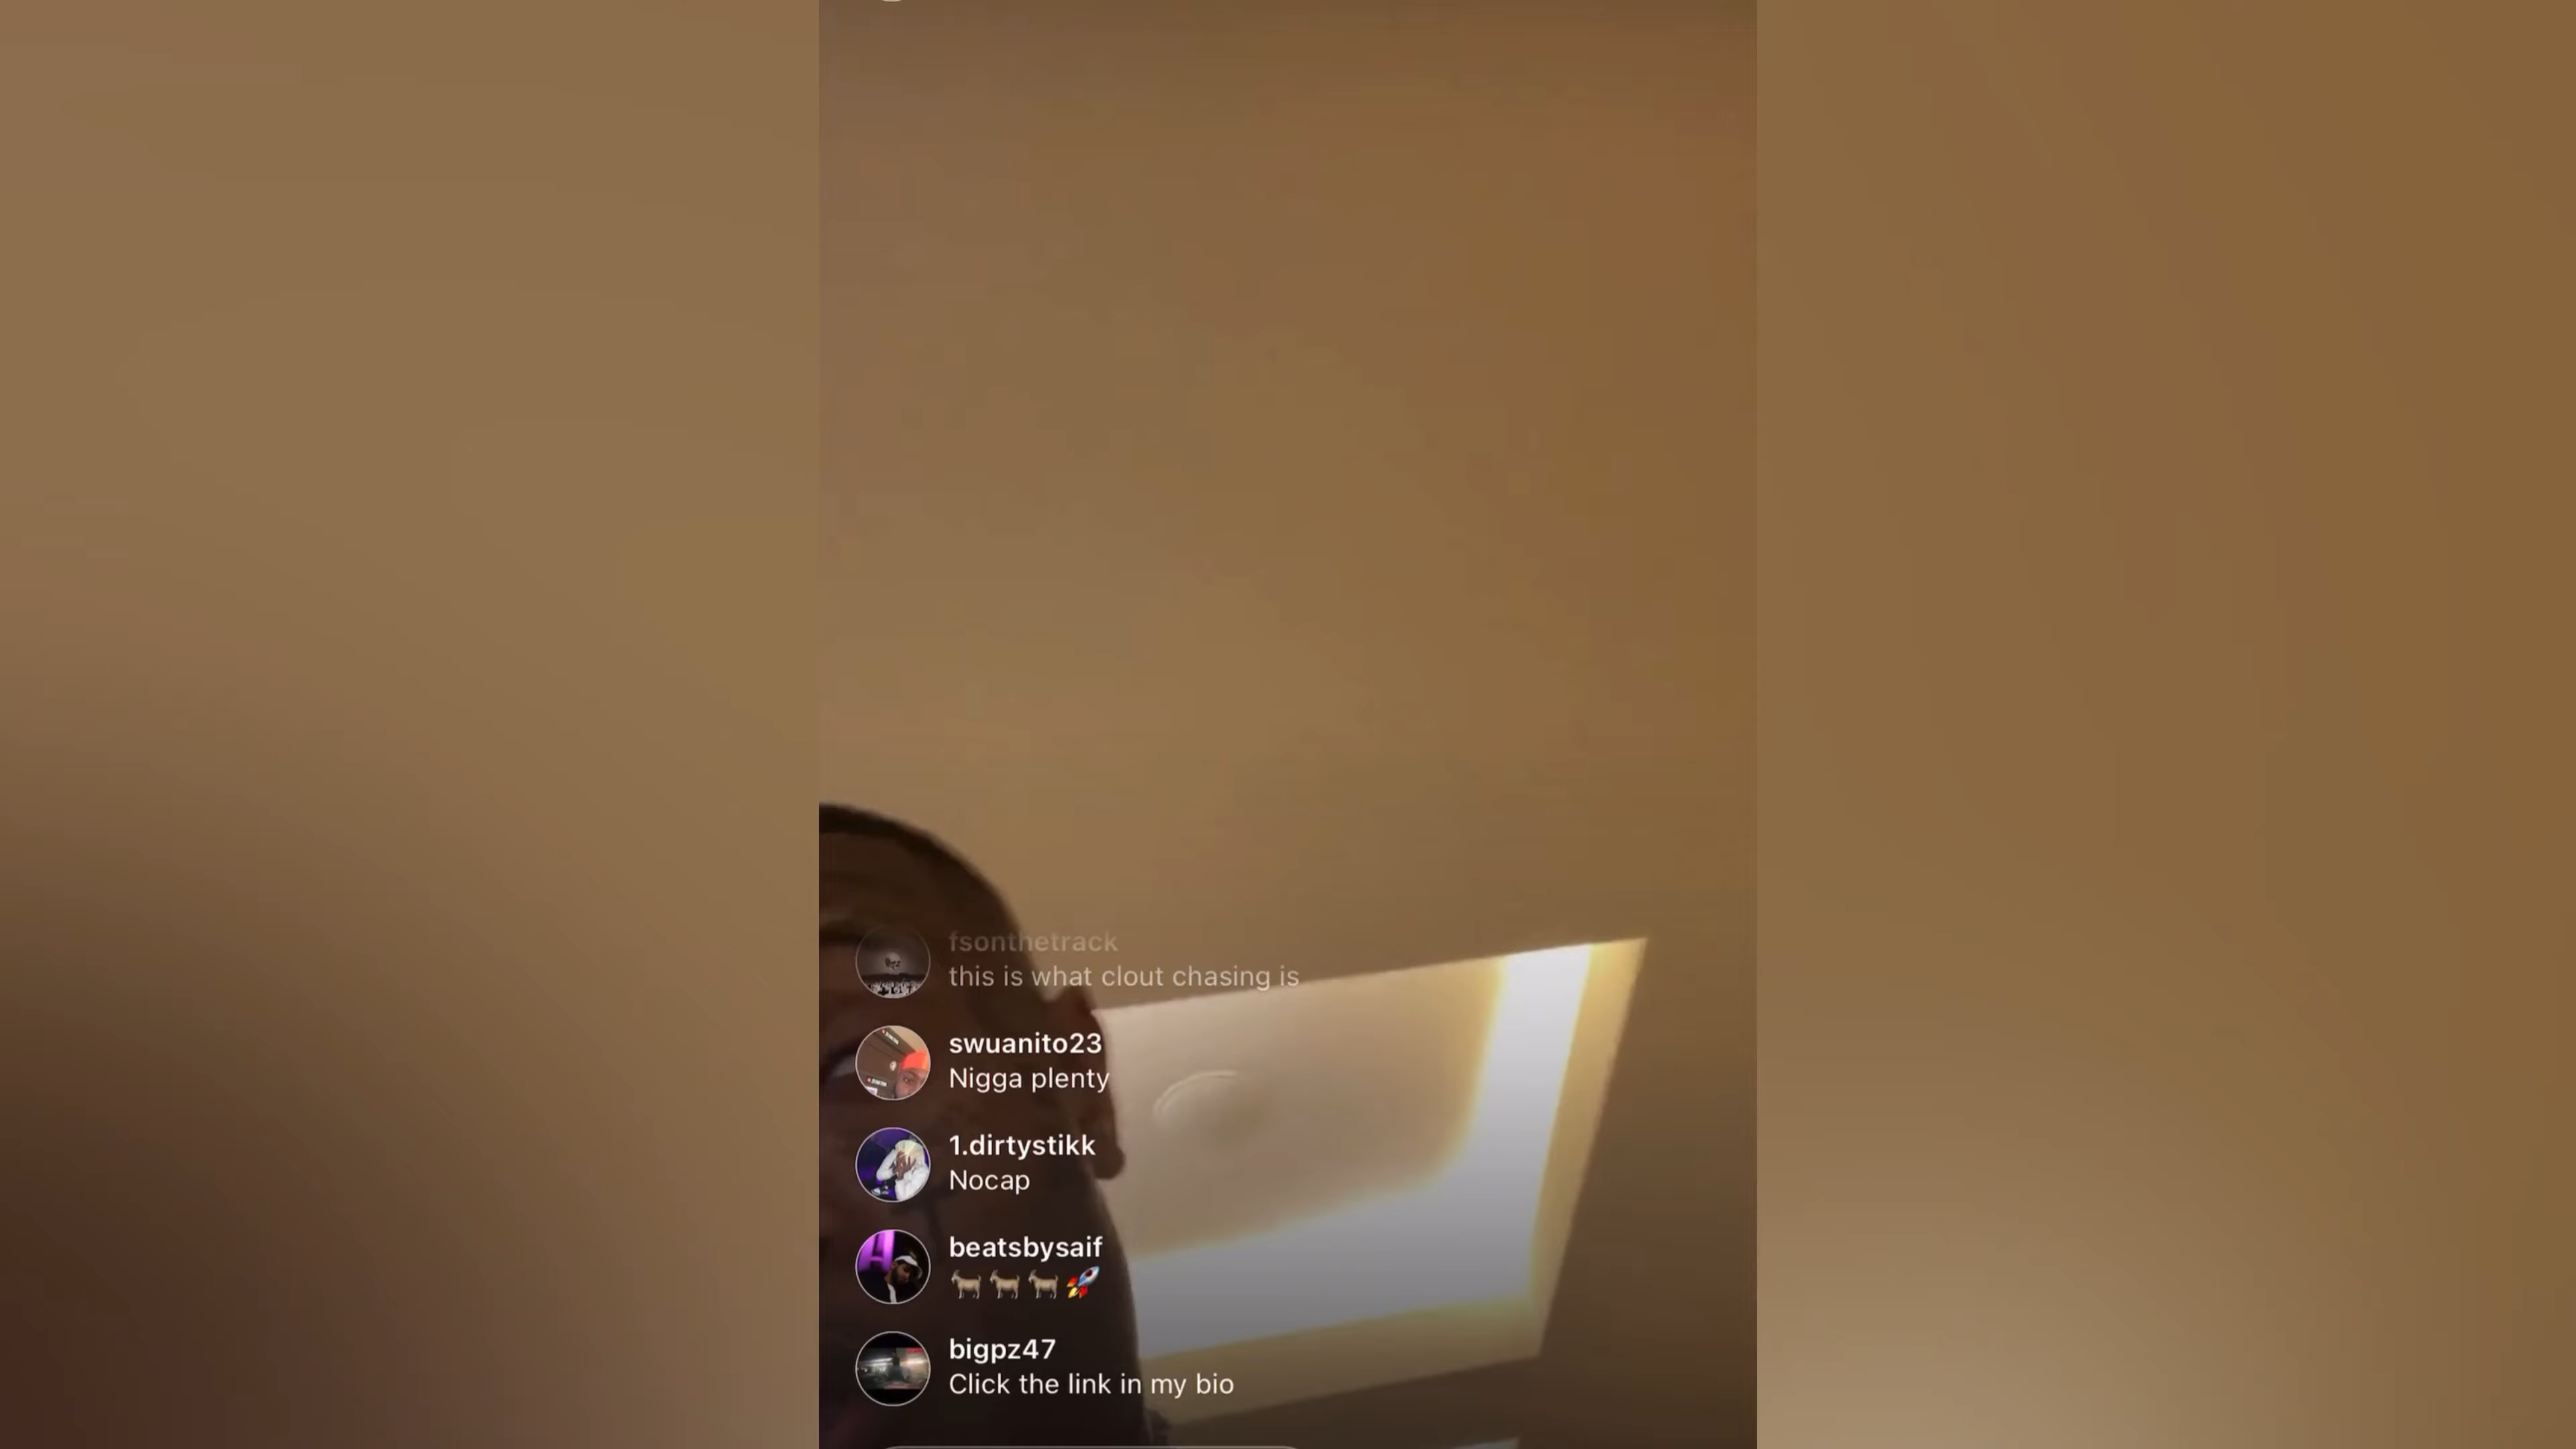 fsonthetrack
this is what clout chasing is
swuanito23
Nigga plenty
1.dirtystikk
Nocap
beatsbysaif
🐐🐐🐐🚀
bigpz47
Click the link in my bio